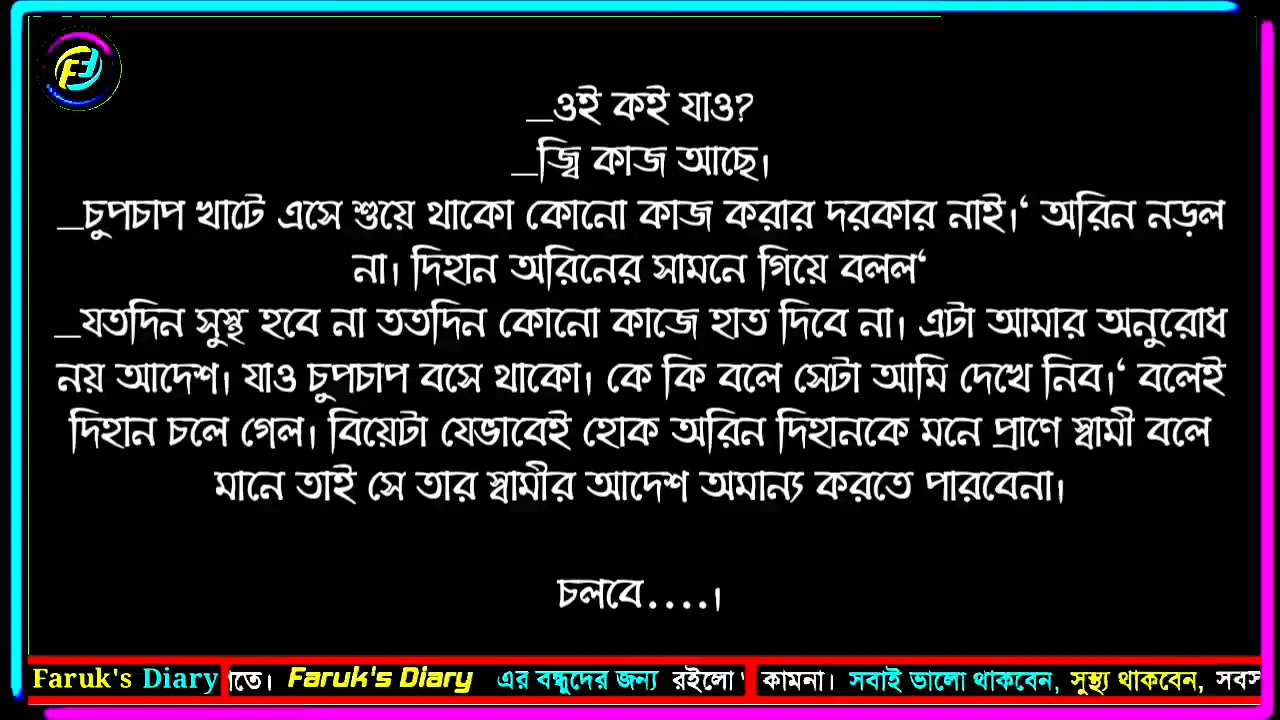 _ওই কই যাও?
_জ্বি কাজ আছে।
_চুপচাপ খাটে এসে শুয়ে থাকো কোনো কাজ করার দরকার নাই।‘ অরিন নড়ল
না। দিহান অরিনের সামনে গিয়ে বলল‘
_যতদিন সুস্থ হবে না ততদিন কোনো কাজে হাত দিবে না। এটা আমার অনুরোধ
নয় আদেশ। যাও চুপচাপ বসে থাকো। কে কি বলে সেটা আমি দেখে নিব।‘ বলেই
দিহান চলে গেল। বিয়েটা যেভাবেই হোক অরিন দিহানকে মনে প্রাণে স্বামী বলে
মানে তাই সে তার স্বামীর আদেশ অমান্য করতে পারবেনা।
চলবে....।
Faruk's Diary
Faruk's Diary এর বন্ধুদের জন্য রইলো
কামনা। সবাই ভালো থাকবেন, সুস্থ্য থাকবেন,